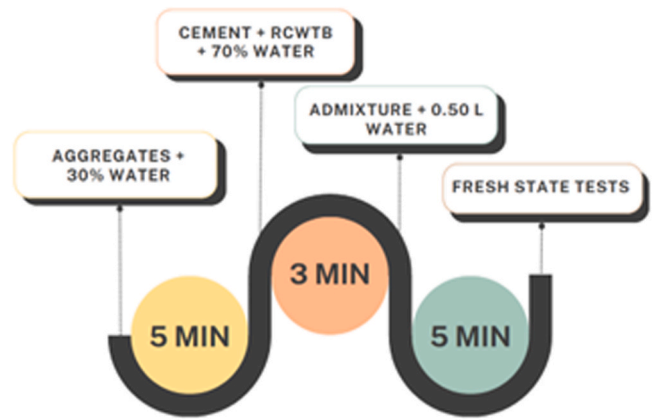 CEMENT + RCWTB
+ 70% WATER
ADMIXTURE + 0.50 L
WATER
AGGREGATES +
30% WATER
FRESH STATE TESTS
3 MIN
5 MIN
5 MIN